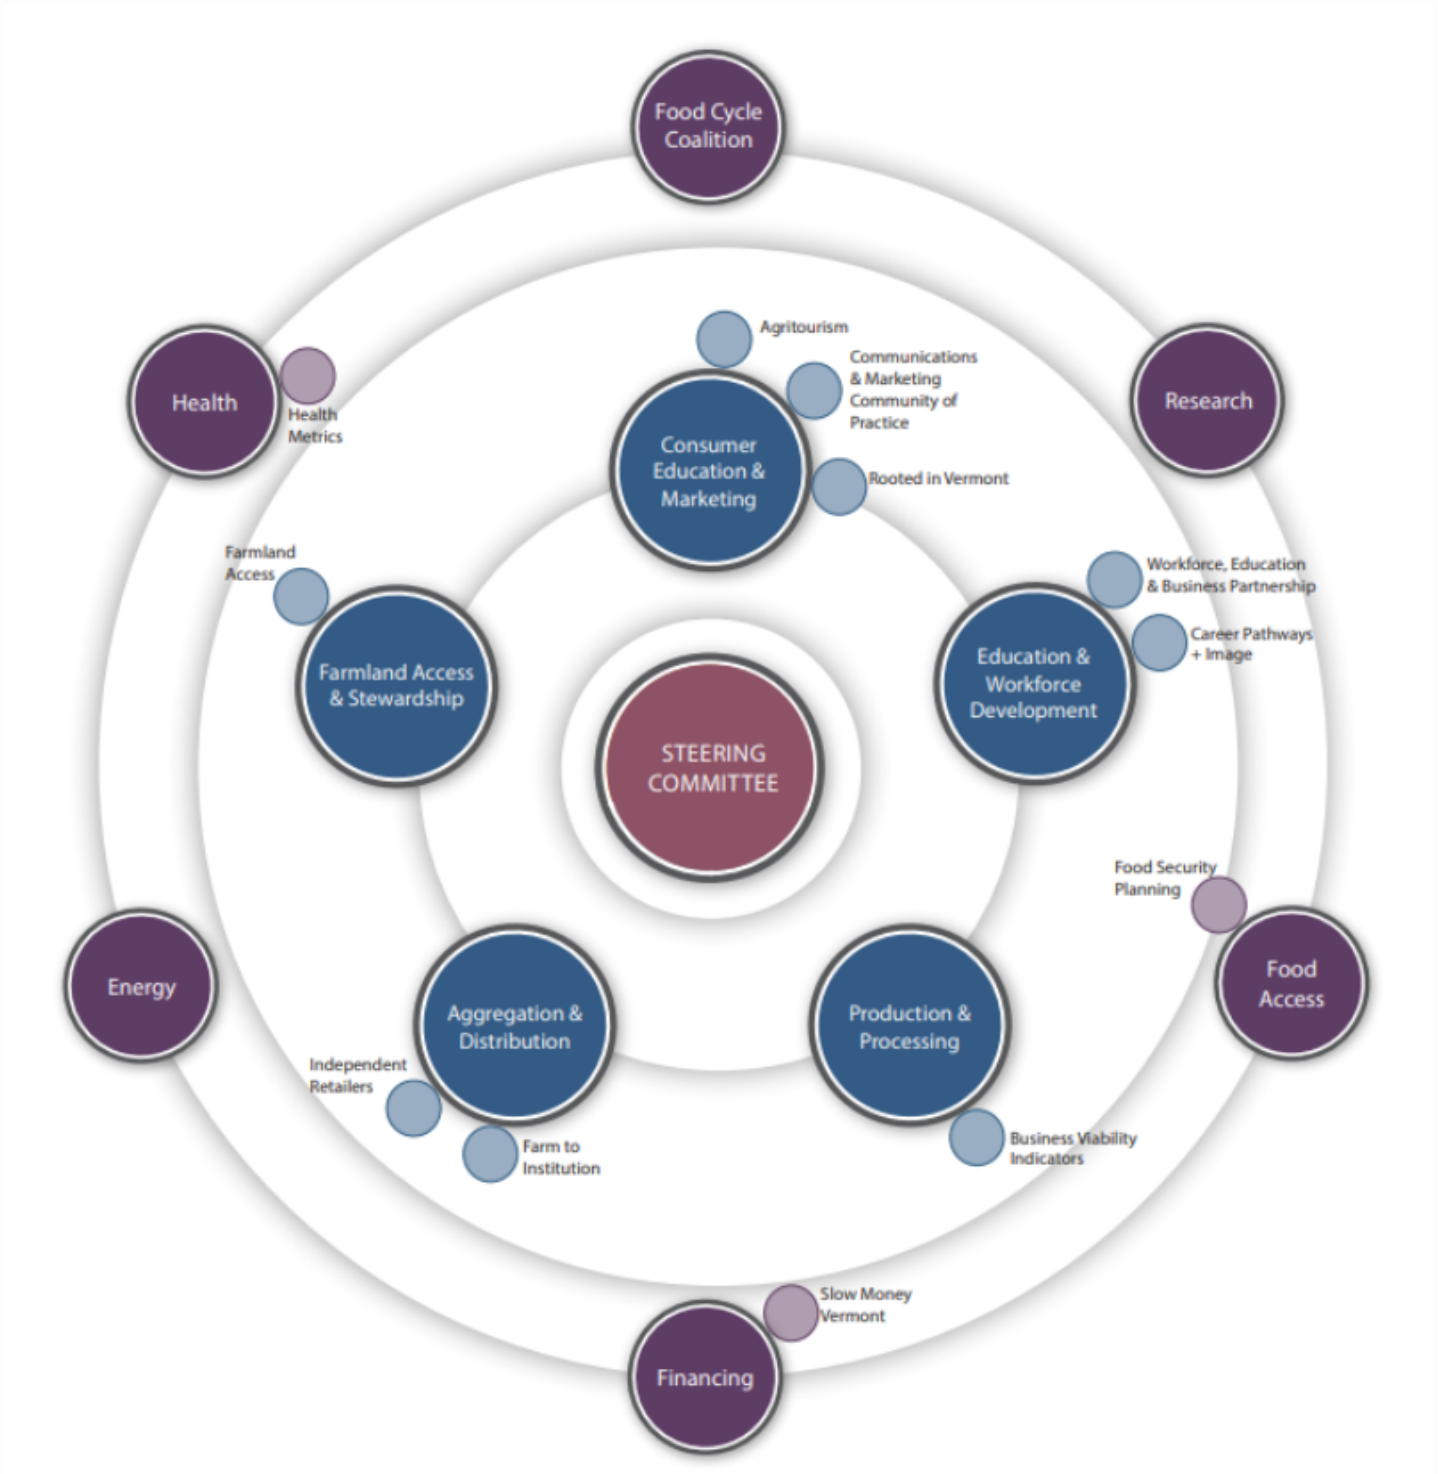 Food Cycle
Coalition
Agritourism
Communications
& Marketing
Community of
Practice
Health
Health
Metrics
Research
Consumer
Education &
Marketing
Rooted in Vermont
Farmland
Access
Workforce, Education
& Business Partnership
Career Pathways
+ Image
Farmland Access
& Stewardship
Education &
Workforce
Development
STEERING
COMMITTEE
Food Security
Planning
Food
Access
Energy
Aggregation &
Distribution
Production &
Processing
Independent
Retailers
Farm to
Institution
Business Viability
Indicators
Slow Money
Vermont
Financing